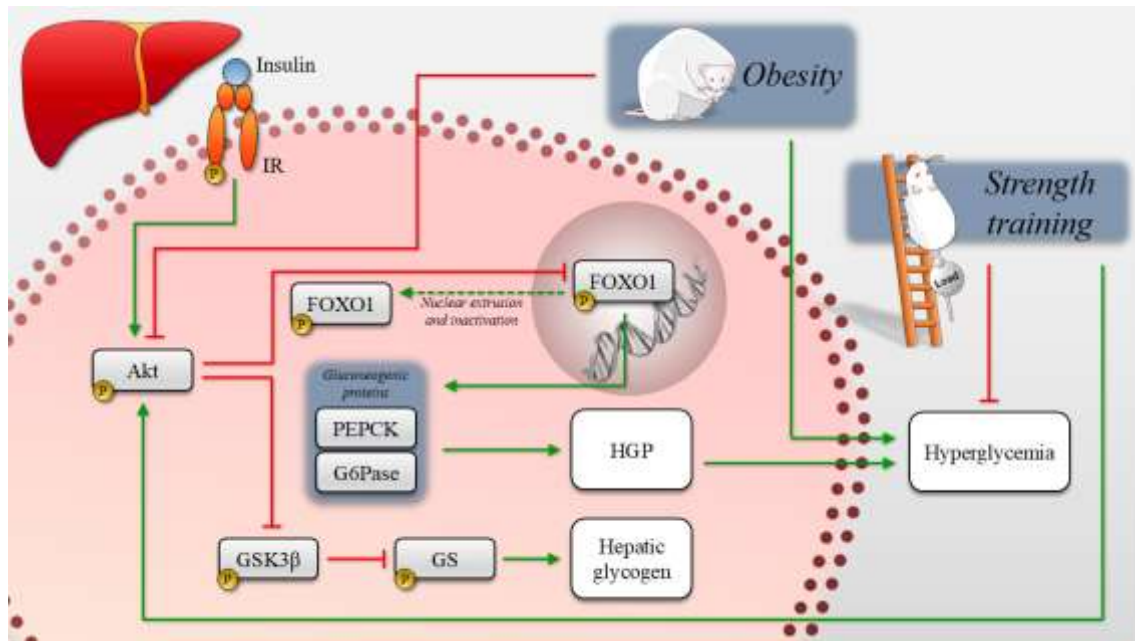 Insulin
IR
P
Obesity
Strength
training
Load
FOXO1
P
FOXO1
P
Nuclear extrusion
and inactivation
Akt
P
Gluconeogenic
proteins
PEPCK
G6Pase
HGP
Hyperglycemia
GSK3β
P
GS
P
Hepatic
glycogen